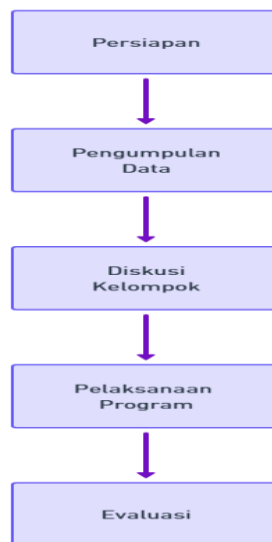 Persiapan
Pengumpulan
Data
Diskusi
Kelompok
Pelaksanaan
Program
Evaluasi